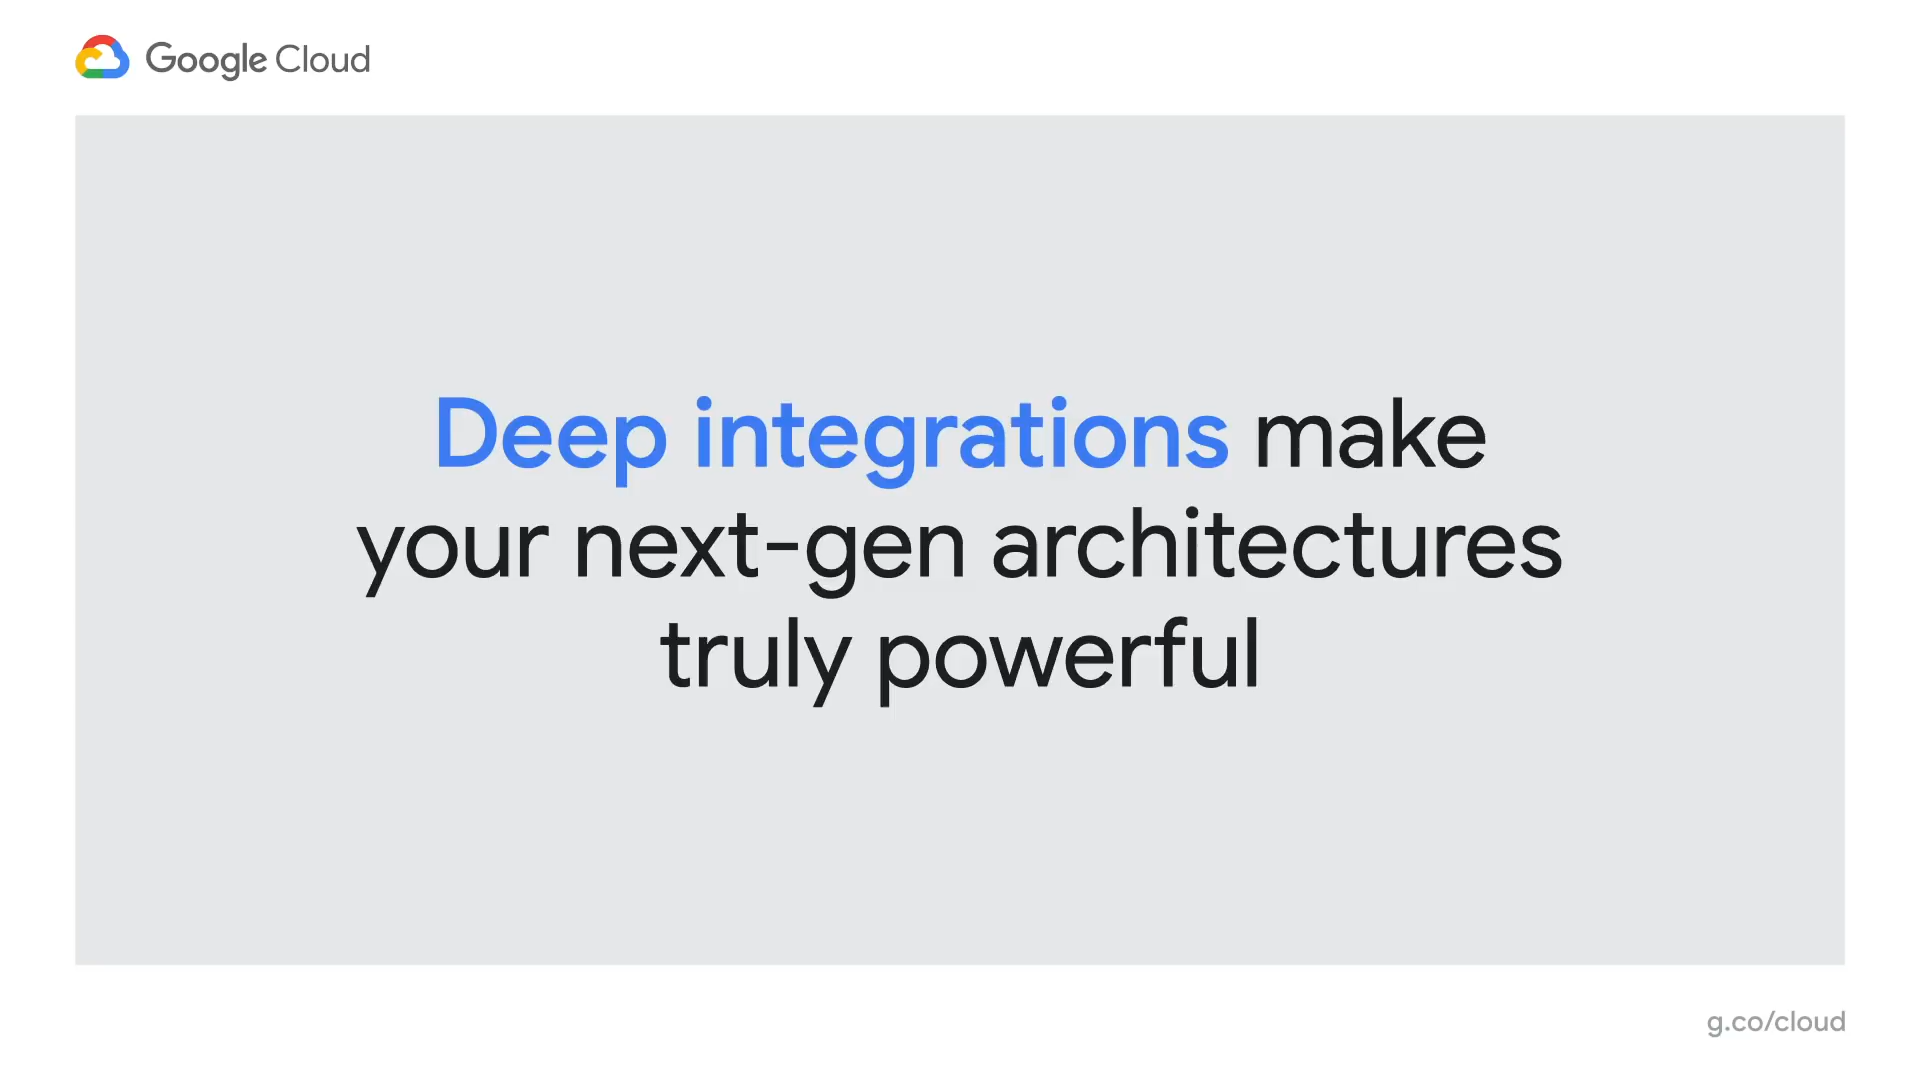 Google Cloud
Deep integrations make
your next-gen architectures
truly powerful
g.co/cloud